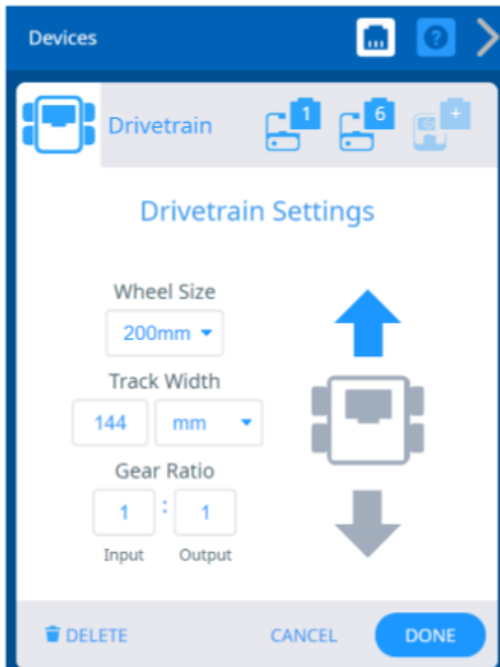 Devices
?
Drivetrain
1
6
+
Drivetrain Settings
Wheel Size
200mm
Track Width
144 mm
Gear Ratio
1 : 1
Input Output
DELETE CANCEL DONE